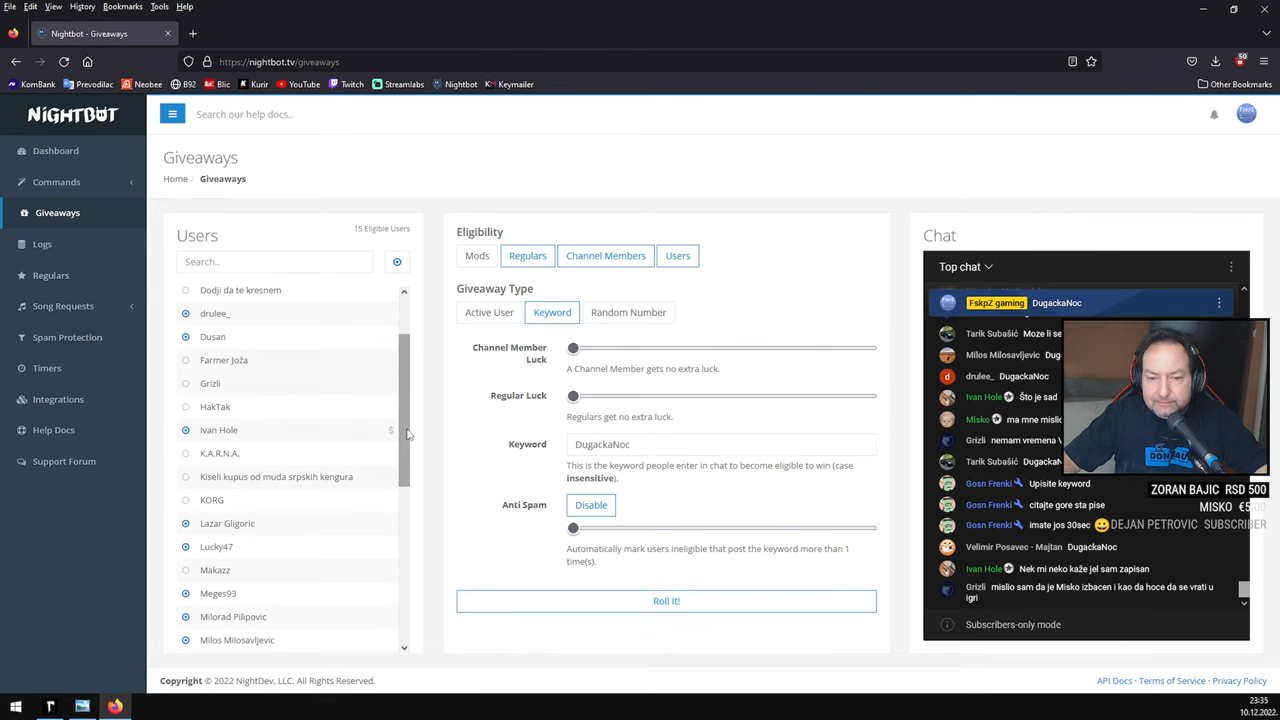 File Edit View History Bookmarks Tools Help
Nightbot - Giveaways
https://nightbot.tv/giveaways
50
KomBank Prevodilac Neobee B92 Blic Kurir YouTube Twitch Streamlabs Nightbot Keymailer Other Bookmarks
NIGHTBOT
Search our help docs..
Dashboard
Commands
Giveaways
Logs
Regulars
Song Requests
Spam Protection
Timers
Integrations
Help Docs
Support Forum
Giveaways
Home / Giveaways
Users
15 Eligible Users
Search..
Dodji da te kresnem
drulee_
Dusan
Farmer Joža
Grizli
HakTak
Ivan Hole $
K.A.R.N.A.
Kiseli kupus od muda srpskih kengura
KORG
Lazar Gligoric
Lucky47
Makazz
Meges93
Milorad Pilipovic
Milos Milosavljevic
Eligibility
Mods Regulars Channel Members Users
Giveaway Type
Active User Keyword Random Number
Channel Member
Luck
A Channel Member gets no extra luck.
Regular Luck
Regulars get no extra luck.
Keyword DugackaNoc
This is the keyword people enter in chat to become eligible to win (case
insensitive).
Anti Spam Disable
Automatically mark users ineligible that post the keyword more than 1
time(s).
Roll It!
Chat
Top chat
FskpZ gaming DugackaNoc
Tarik Subašić Moze li se
Milos Milosavljevic
drulee_ DugackaNoc
Ivan Hole Što je sad
Misko ma mne mislio
Grizli nemam vremena
Tarik Subašić
Gosn Frenki Upisite keyword
Gosn Frenki citajte gore sta pise
Gosn Frenki imate jos 30sec
Velimir Posavec - Majtan DugackaNoc
Ivan Hole Nek mi neko kaže jel sam zapisan
Grizli mislio sam da je Misko izbacen i kao da hoce da se vrati u
igri
Subscribers-only mode
ZORAN BAJIC RSD 500
MISKO €5.00
DEJAN PETROVIC SUBSCRIBER
Copyright © 2022 NightDev, LLC. All Rights Reserved.
API Docs · Terms of Service · Privacy Policy
23:35
10.12.2022.